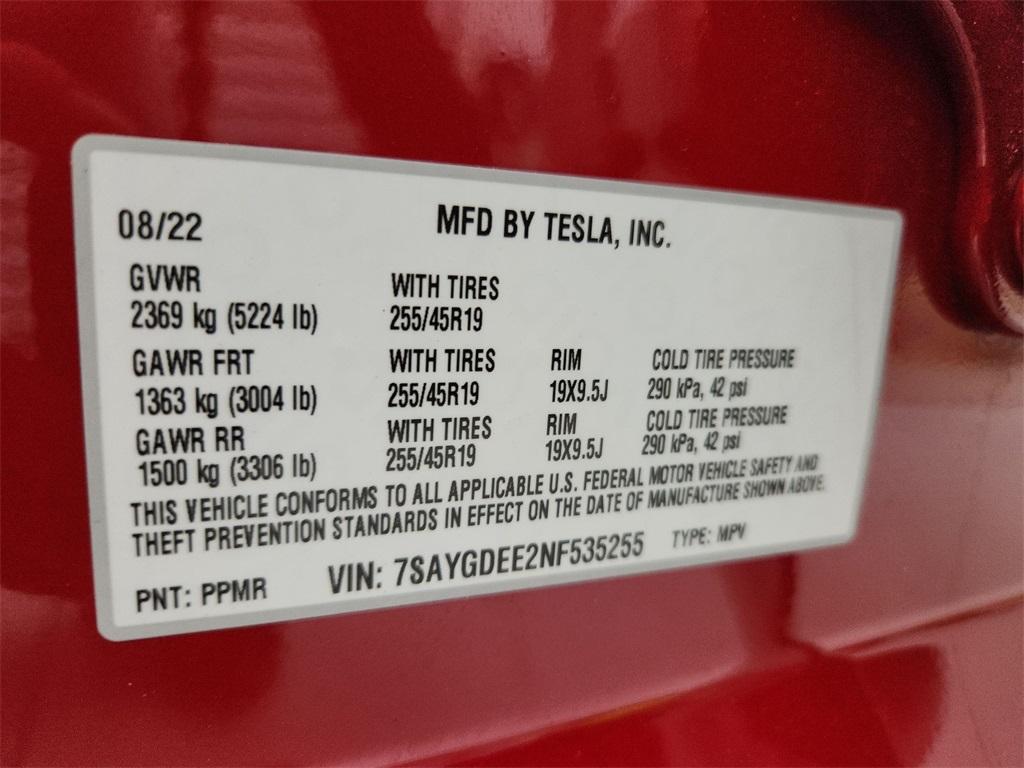 08/22 MFD BY TESLA, INC.
GVWR WITH TIRES
2369 kg (5224 lb) 255/45R19
GAWR FRT WITH TIRES RIM COLD TIRE PRESSURE
1363 kg (3004 lb) 255/45R19 19X9.5J 290 kPa, 42 psi
GAWR RR WITH TIRES RIM COLD TIRE PRESSURE
1500 kg (3306 lb) 255/45R19 19X9.5J 290 kPa, 42 psi
THIS VEHICLE CONFORMS TO ALL APPLICABLE U.S. FEDERAL MOTOR VEHICLE SAFETY AND
THEFT PREVENTION STANDARDS IN EFFECT ON THE DATE OF MANUFACTURE SHOWN ABOVE.
PNT: PPMR VIN: 7SAYGDEE2NF535255 TYPE: MPV